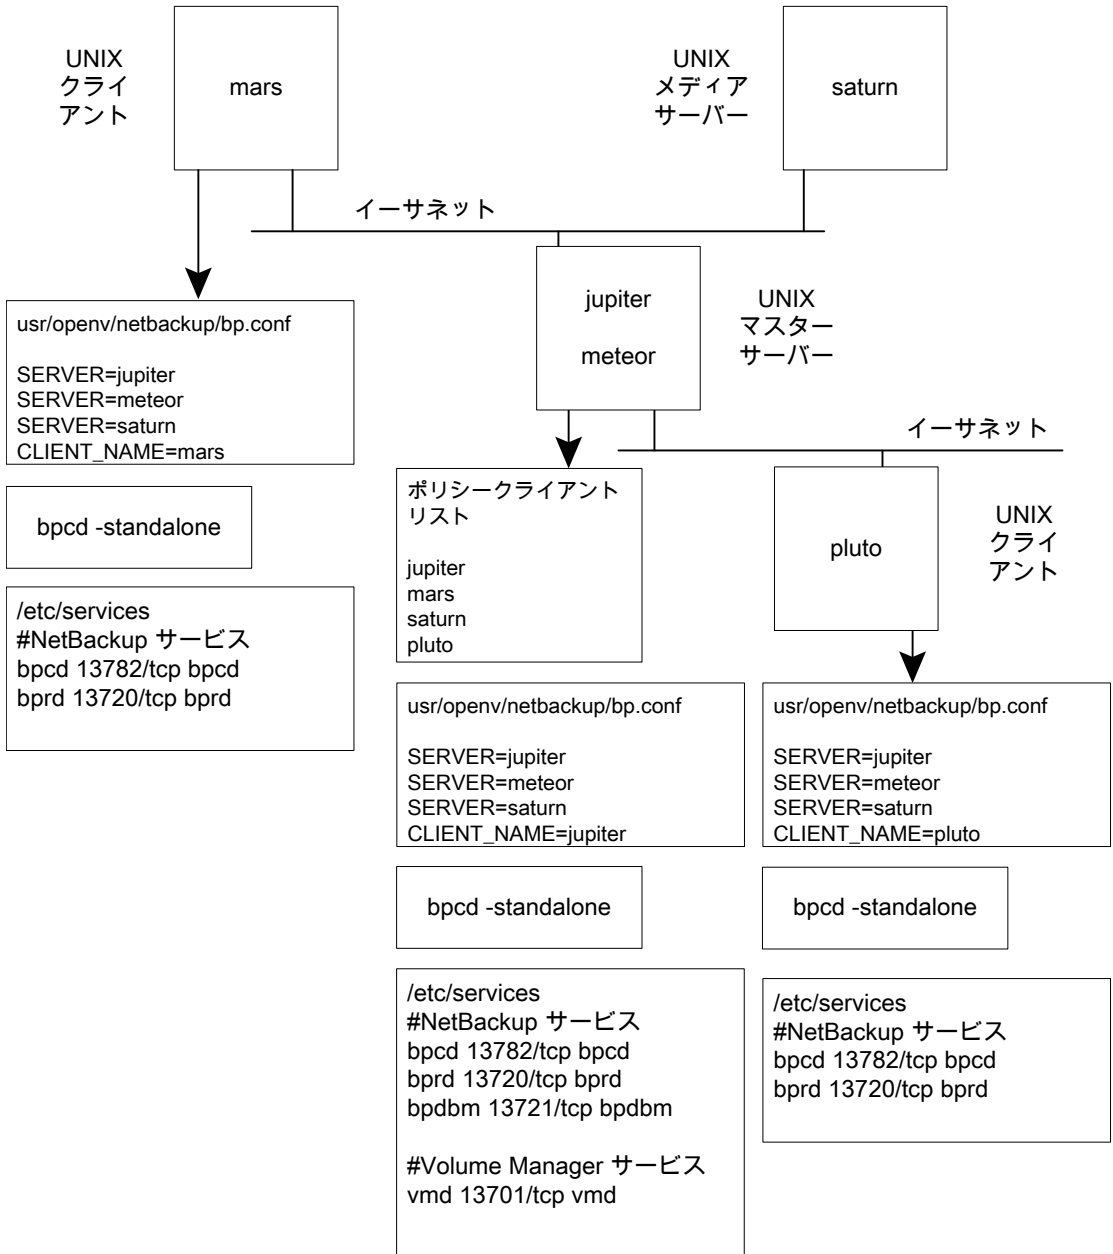 UNIX
クライ
アント
mars
UNIX
メディア
サーバー
saturn
イーサネット
jupiter
meteor
UNIX
マスター
サーバー
usr/openv/netbackup/bp.conf
SERVER=jupiter
SERVER=meteor
SERVER=saturn
CLIENT_NAME=mars
bpcd -standalone
/etc/services
#NetBackup サービス
bpcd 13782/tcp bpcd
bprd 13720/tcp bprd
イーサネット
ポリシークライアント
リスト
jupiter
mars
saturn
pluto
pluto
UNIX
クライ
アント
usr/openv/netbackup/bp.conf
SERVER=jupiter
SERVER=meteor
SERVER=saturn
CLIENT_NAME=jupiter
bpcd -standalone
/etc/services
#NetBackup サービス
bpcd 13782/tcp bpcd
bprd 13720/tcp bprd
bpdbm 13721/tcp bpdbm
#Volume Manager サービス
vmd 13701/tcp vmd
usr/openv/netbackup/bp.conf
SERVER=jupiter
SERVER=meteor
SERVER=saturn
CLIENT_NAME=pluto
bpcd -standalone
/etc/services
#NetBackup サービス
bpcd 13782/tcp bpcd
bprd 13720/tcp bprd